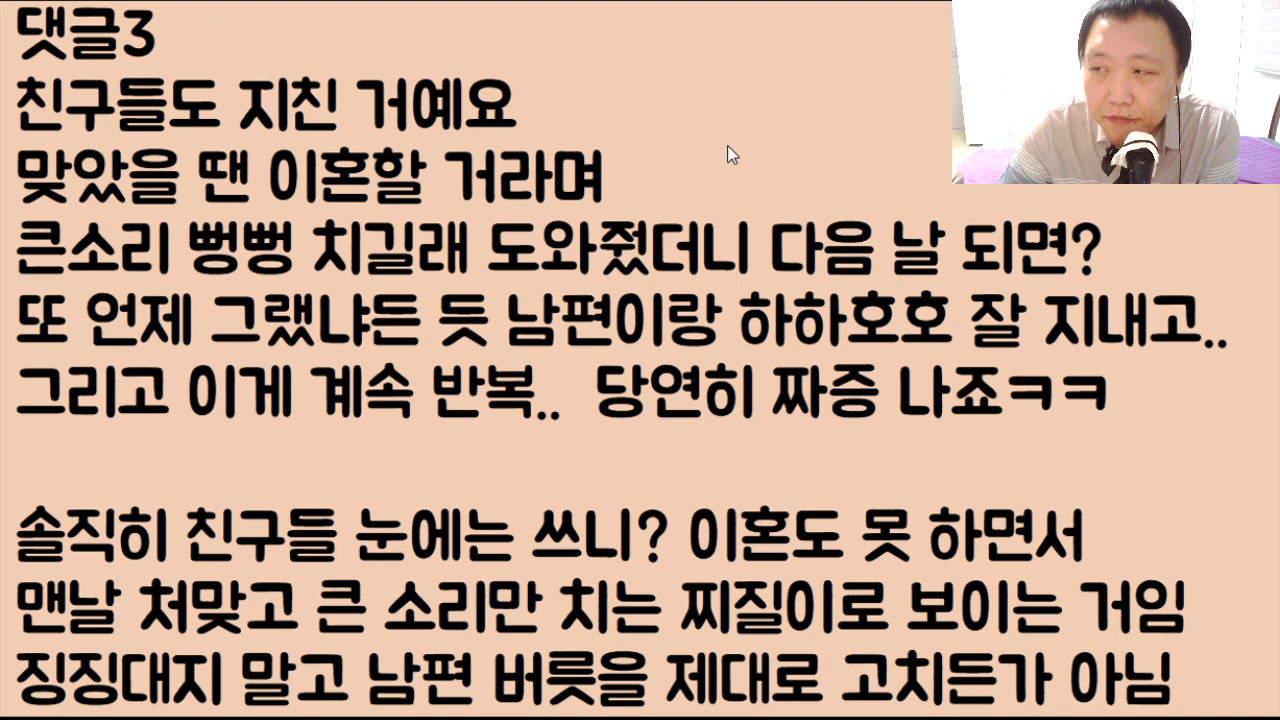 댓글3
친구들도 지친 거예요
맞았을 땐 이혼할 거라며
큰소리 뻥뻥 치길래 도와줬더니 다음 날 되면?
또 언제 그랬냐든 듯 남편이랑 하하호호 잘 지내고..
그리고 이게 계속 반복.. 당연히 짜증 나죠ㅋㅋ
솔직히 친구들 눈에는 쓰니? 이혼도 못 하면서
맨날 처맞고 큰 소리만 치는 찌질이로 보이는 거임
징징대지 말고 남편 버릇을 제대로 고치든가 아님